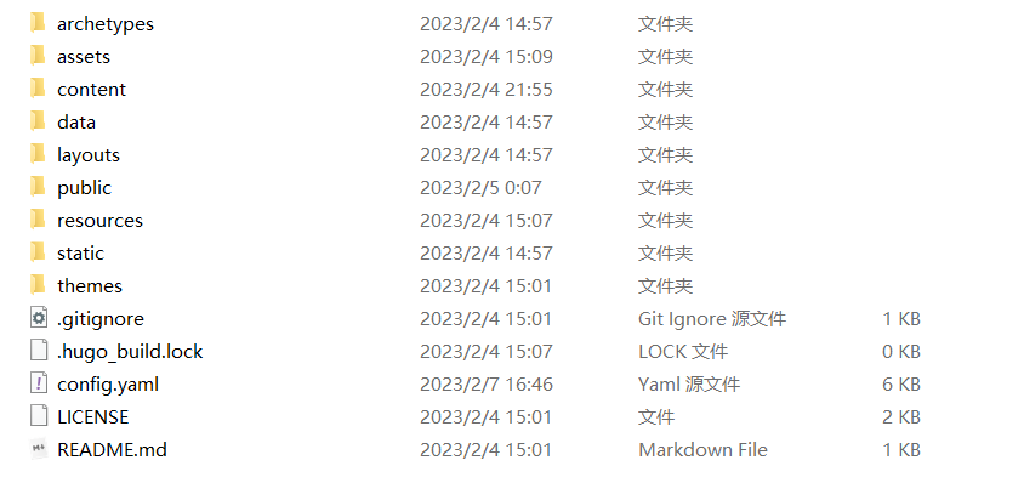 archetypes 2023/2/4 14:57 文件夹
assets 2023/2/4 15:09 文件夹
content 2023/2/4 21:55 文件夹
data 2023/2/4 14:57 文件夹
layouts 2023/2/4 14:57 文件夹
public 2023/2/5 0:07 文件夹
resources 2023/2/4 15:07 文件夹
static 2023/2/4 14:57 文件夹
themes 2023/2/4 15:01 文件夹
.gitignore 2023/2/4 15:01 Git Ignore 源文件 1 KB
.hugo_build.lock 2023/2/4 15:07 LOCK 文件 0 KB
config.yaml 2023/2/7 16:46 Yaml 源文件 6 KB
LICENSE 2023/2/4 15:01 文件 2 KB
README.md 2023/2/4 15:01 Markdown File 1 KB